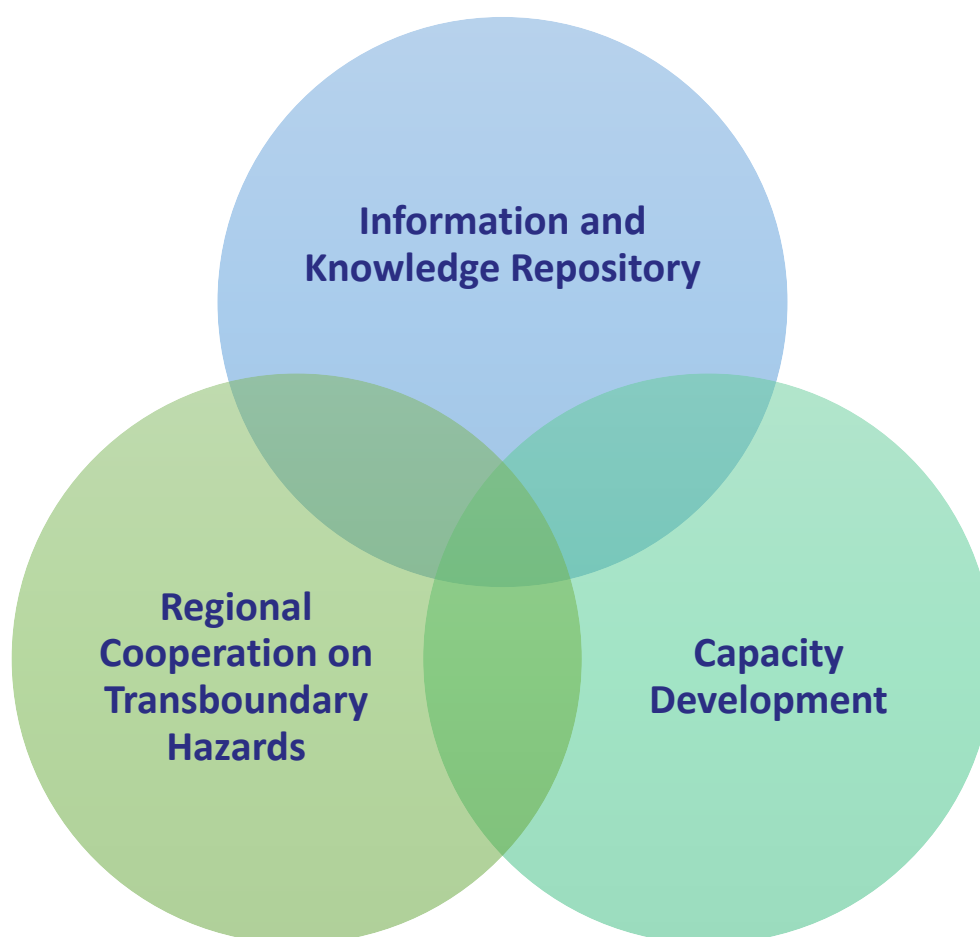 Information and
Knowledge Repository
Regional
Cooperation on
Transboundary
Hazards
Capacity
Development